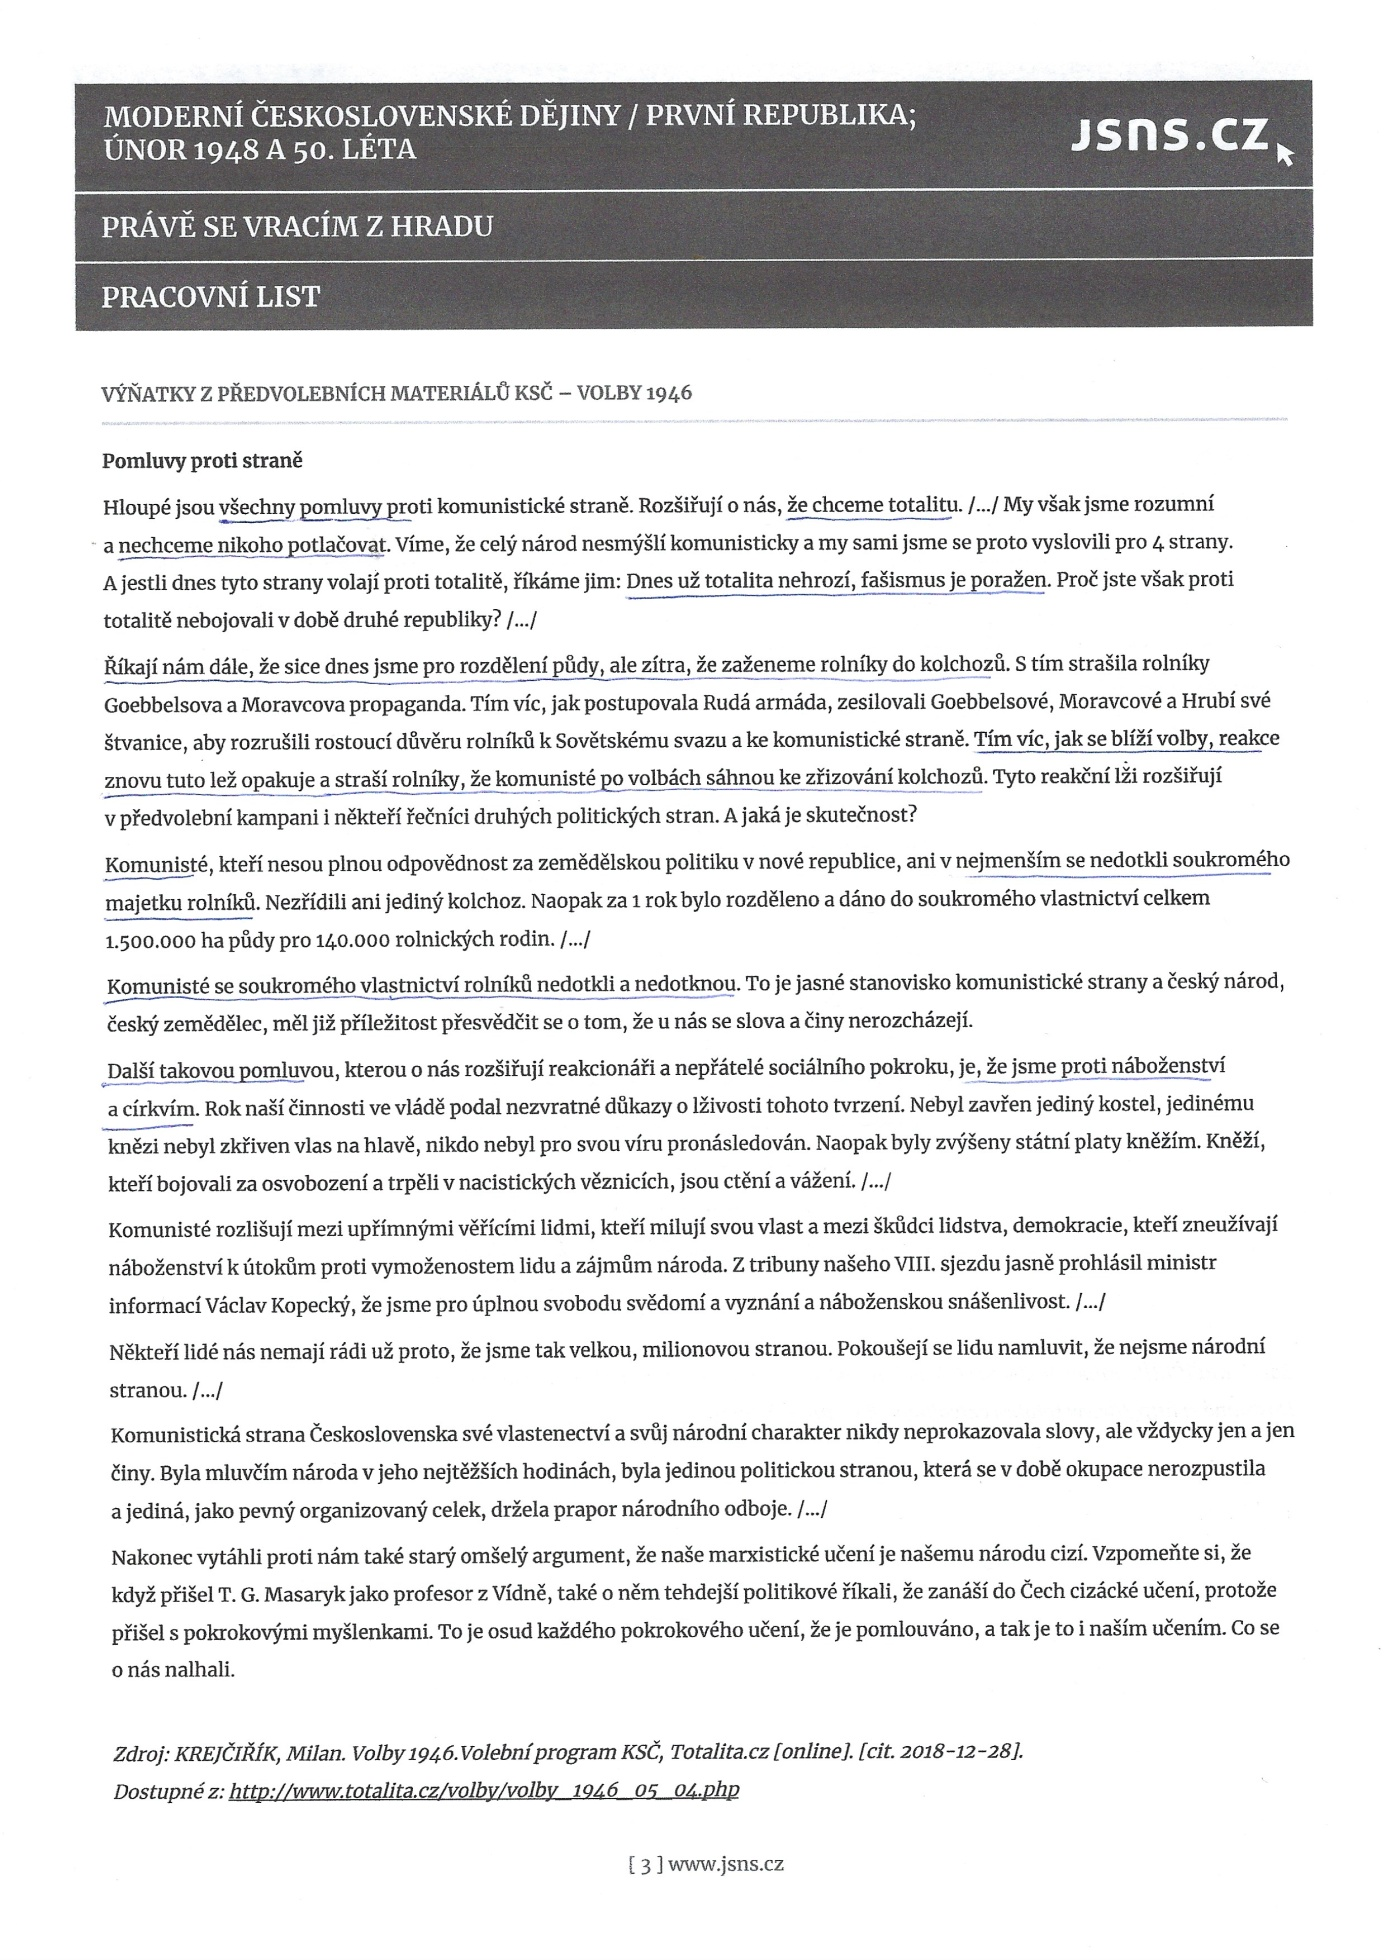 MODERNÍ ČESKOSLOVENSKÉ DĚJINY / PRVNÍ REPUBLIKA;
ÚNOR 1948 A 50. LÉTA
jsns.cz
PRÁVĚ SE VRACÍM Z HRADU
PRACOVNÍ LIST
VÝŇATKY Z PŘEDVOLEBNÍCH MATERIÁLŮ KSČ – VOLBY 1946
Pomluvy proti straně
Hloupé jsou všechny pomluvy proti komunistické straně. Rozšiřují o nás, že chceme totalitu. /.../ My však jsme rozumní
a nechceme nikoho potlačovat. Víme, že celý národ nesmýšlí komunisticky a my sami jsme se proto vyslovili pro 4 strany.
A jestli dnes tyto strany volají proti totalitě, říkáme jim: Dnes už totalita nehrozí, fašismus je poražen. Proč jste však proti
totalitě nebojovali v době druhé republiky? /.../
Říkají nám dále, že sice dnes jsme pro rozdělení půdy, ale zítra, že zaženeme rolníky do kolchozů. S tím strašila rolníky
Goebbelsova a Moravcova propaganda. Tím víc, jak postupovala Rudá armáda, zesilovali Goebbelsové, Moravcové a Hrubí své
štvanice, aby rozrušili rostoucí důvěru rolníků k Sovětskému svazu a ke komunistické straně. Tím víc, jak se blíží volby, reakce
znovu tuto lež opakuje a straší rolníky, že komunisté po volbách sáhnou ke zřizování kolchozů. Tyto reakční lži rozšiřují
v předvolební kampani i někteří řečníci druhých politických stran. A jaká je skutečnost?
Komunisté, kteří nesou plnou odpovědnost za zemědělskou politiku v nové republice, ani v nejmenším se nedotkli soukromého
majetku rolníků. Nezřídili ani jediný kolchoz. Naopak za 1 rok bylo rozděleno a dáno do soukromého vlastnictví celkem
1.500.000 ha půdy pro 140.000 rolnických rodin. /.../
Komunisté se soukromého vlastnictví rolníků nedotkli a nedotknou. To je jasné stanovisko komunistické strany a český národ,
český zemědělec, měl již příležitost přesvědčit se o tom, že u nás se slova a činy nerozcházejí.
Další takovou pomluvou, kterou o nás rozšiřují reakcionáři a nepřátelé sociálního pokroku, je, že jsme proti náboženství
a církvím. Rok naší činnosti ve vládě podal nezvratné důkazy o lživosti tohoto tvrzení. Nebyl zavřen jediný kostel, jedinému
knězi nebyl zkřiven vlas na hlavě, nikdo nebyl pro svou víru pronásledován. Naopak byly zvýšeny státní platy kněžím. Kněží,
kteří bojovali za osvobození a trpěli v nacistických věznicích, jsou ctění a vážení. /.../
Komunisté rozlišují mezi upřímnými věřícími lidmi, kteří milují svou vlast a mezi škůdci lidstva, demokracie, kteří zneužívají
náboženství k útokům proti vymoženostem lidu a zájmům národa. Z tribuny našeho VIII. sjezdu jasně prohlásil ministr
informací Václav Kopecký, že jsme pro úplnou svobodu svědomí a vyznání a náboženskou snášenlivost. /.../
Někteří lidé nás nemají rádi už proto, že jsme tak velkou, milionovou stranou. Pokoušejí se lidu namluvit, že nejsme národní
stranou. /.../
Komunistická strana Československa své vlastenectví a svůj národní charakter nikdy neprokazovala slovy, ale vždycky jen a jen
činy. Byla mluvčím národa v jeho nejtěžších hodinách, byla jedinou politickou stranou, která se v době okupace nerozpustila
a jediná, jako pevný organizovaný celek, držela prapor národního odboje. /.../
Nakonec vytáhli proti nám také starý omšelý argument, že naše marxistické učení je našemu národu cizí. Vzpomeňte si, že
když přišel T. G. Masaryk jako profesor z Vídně, také o něm tehdejší politikové říkali, že zanáší do Čech cizácké učení, protože
přišel s pokrokovými myšlenkami. To je osud každého pokrokového učení, že je pomlouváno, a tak je to i naším učením. Co se
o nás nalhali.
Zdroj: KREJČIŘÍK, Milan. Volby 1946.Volební program KSČ, Totalita.cz [online]. [cit. 2018-12-28].
Dostupné z: http://www.totalita.cz/volby/volby_1946_05_04.php
[ 3 ] www.jsns.cz